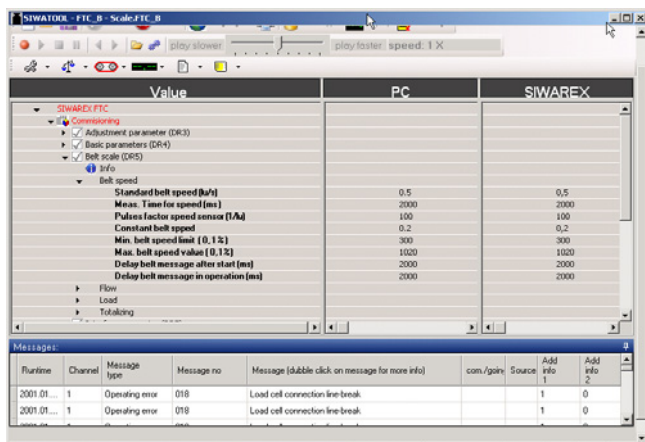 SIWATOOL - FTC_B - Scale.FTC_B
play slower play faster speed: 1 X
Value PC SIWAREX
SIWAREX FTC
Commisioning
Adjustment parameter (DR3)
Basic parameters (DR4)
Belt scale (DR5)
Info
Belt speed
Standard belt speed (lu/s) 0.5 0,5
Meas. Time for speed (ms) 2000 2000
Pulses factor speed sensor (1/lu) 100 100
Constant belt spped 0.2 0,2
Min. belt speed limit ( 0,1%) 300 300
Max. belt speed value ( 0,1%) 1020 1020
Delay belt message after start (ms) 2000 2000
Delay belt message in operation (ms) 2000 2000
Flow
Load
Totalizing
Messages:
Runtime Channel Message type Message no Message (dubble click on message for more info) com./goin Source Add info 1 Add info 2
2001.01.... 1 Operating error 018 Load cell connection line-break 1 0
2001.01.... 1 Operating error 018 Load cell connection line-break 1 0